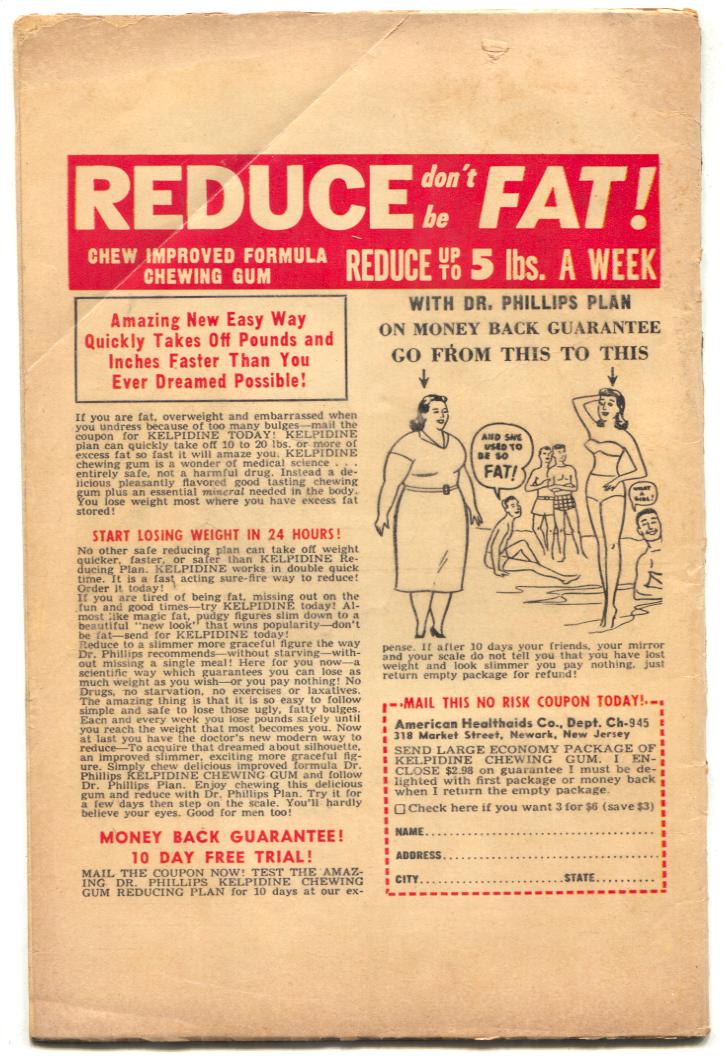 REDUCE don't be FAT!
CHEW IMPROVED FORMULA
CHEWING GUM
REDUCE UP TO 5 lbs. A WEEK
Amazing New Easy Way
Quickly Takes Off Pounds and
Inches Faster Than You
Ever Dreamed Possible!
If you are fat, overweight and embarrassed when
you undress because of too many bulges—mail the
coupon for KELPIDINE TODAY! KELPIDINE
plan can quickly take off 10 to 20 lbs. or more of
excess fat so fast it will amaze you. KELPIDINE
chewing gum is a wonder of medical science . . .
entirely safe, not a harmful drug. Instead a de-
licious pleasantly flavored good tasting chewing
gum plus an essential mineral needed in the body.
You lose weight most where you have excess fat
stored!
START LOSING WEIGHT IN 24 HOURS!
No other safe reducing plan can take off weight
quicker, faster, or safer than KELPIDINE Re-
ducing Plan. KELPIDINE works in double quick
time. It is a fast acting sure-fire way to reduce!
Order it today!
If you are tired of being fat, missing out on the
fun and good times—try KELPIDINE today! Al-
most like magic fat, pudgy figures slim down to a
beautiful "new look" that wins popularity—don't
be fat—send for KELPIDINE today!
Reduce to a slimmer more graceful figure the way
Dr. Phillips recommends—without starving—with-
out missing a single meal! Here for you now—a
scientific way which guarantees you can lose as
much weight as you wish—or you pay nothing! No
Drugs, no starvation, no exercises or laxatives.
The amazing thing is that it is so easy to follow
simple and safe to lose those ugly, fatty bulges.
Each and every week you lose pounds safely until
you reach the weight that most becomes you. Now
at last you have the doctor's new modern way to
reduce—To acquire that dreamed about silhouette,
an improved slimmer, exciting more graceful fig-
ure. Simply chew delicious improved formula Dr.
Phillips KELPIDINE CHEWING GUM and follow
Dr. Phillips Plan. Enjoy chewing this delicious
gum and reduce with Dr. Phillips Plan. Try it for
a few days then step on the scale. You'll hardly
believe your eyes. Good for men too!
MONEY BACK GUARANTEE!
10 DAY FREE TRIAL!
MAIL THE COUPON NOW! TEST THE AMAZ-
ING DR. PHILLIPS KELPIDINE CHEWING
GUM REDUCING PLAN for 10 days at our ex-
WITH DR. PHILLIPS PLAN
ON MONEY BACK GUARANTEE
GO FROM THIS TO THIS
AND SHE
USED TO
BE SO
FAT!
WHAT
A
GIRL!
pense. If after 10 days your friends, your mirror
and your scale do not tell you that you have lost
weight and look slimmer you pay nothing, just
return empty package for refund!
MAIL THIS NO RISK COUPON TODAY!
American Healthaids Co., Dept. Ch-945
318 Market Street, Newark, New Jersey
SEND LARGE ECONOMY PACKAGE OF
KELPIDINE CHEWING GUM. I EN-
CLOSE $2.98 on guarantee I must be de-
lighted with first package or money back
when I return the empty package.
Check here if you want 3 for $6 (save $3)
NAME
ADDRESS
CITY STATE